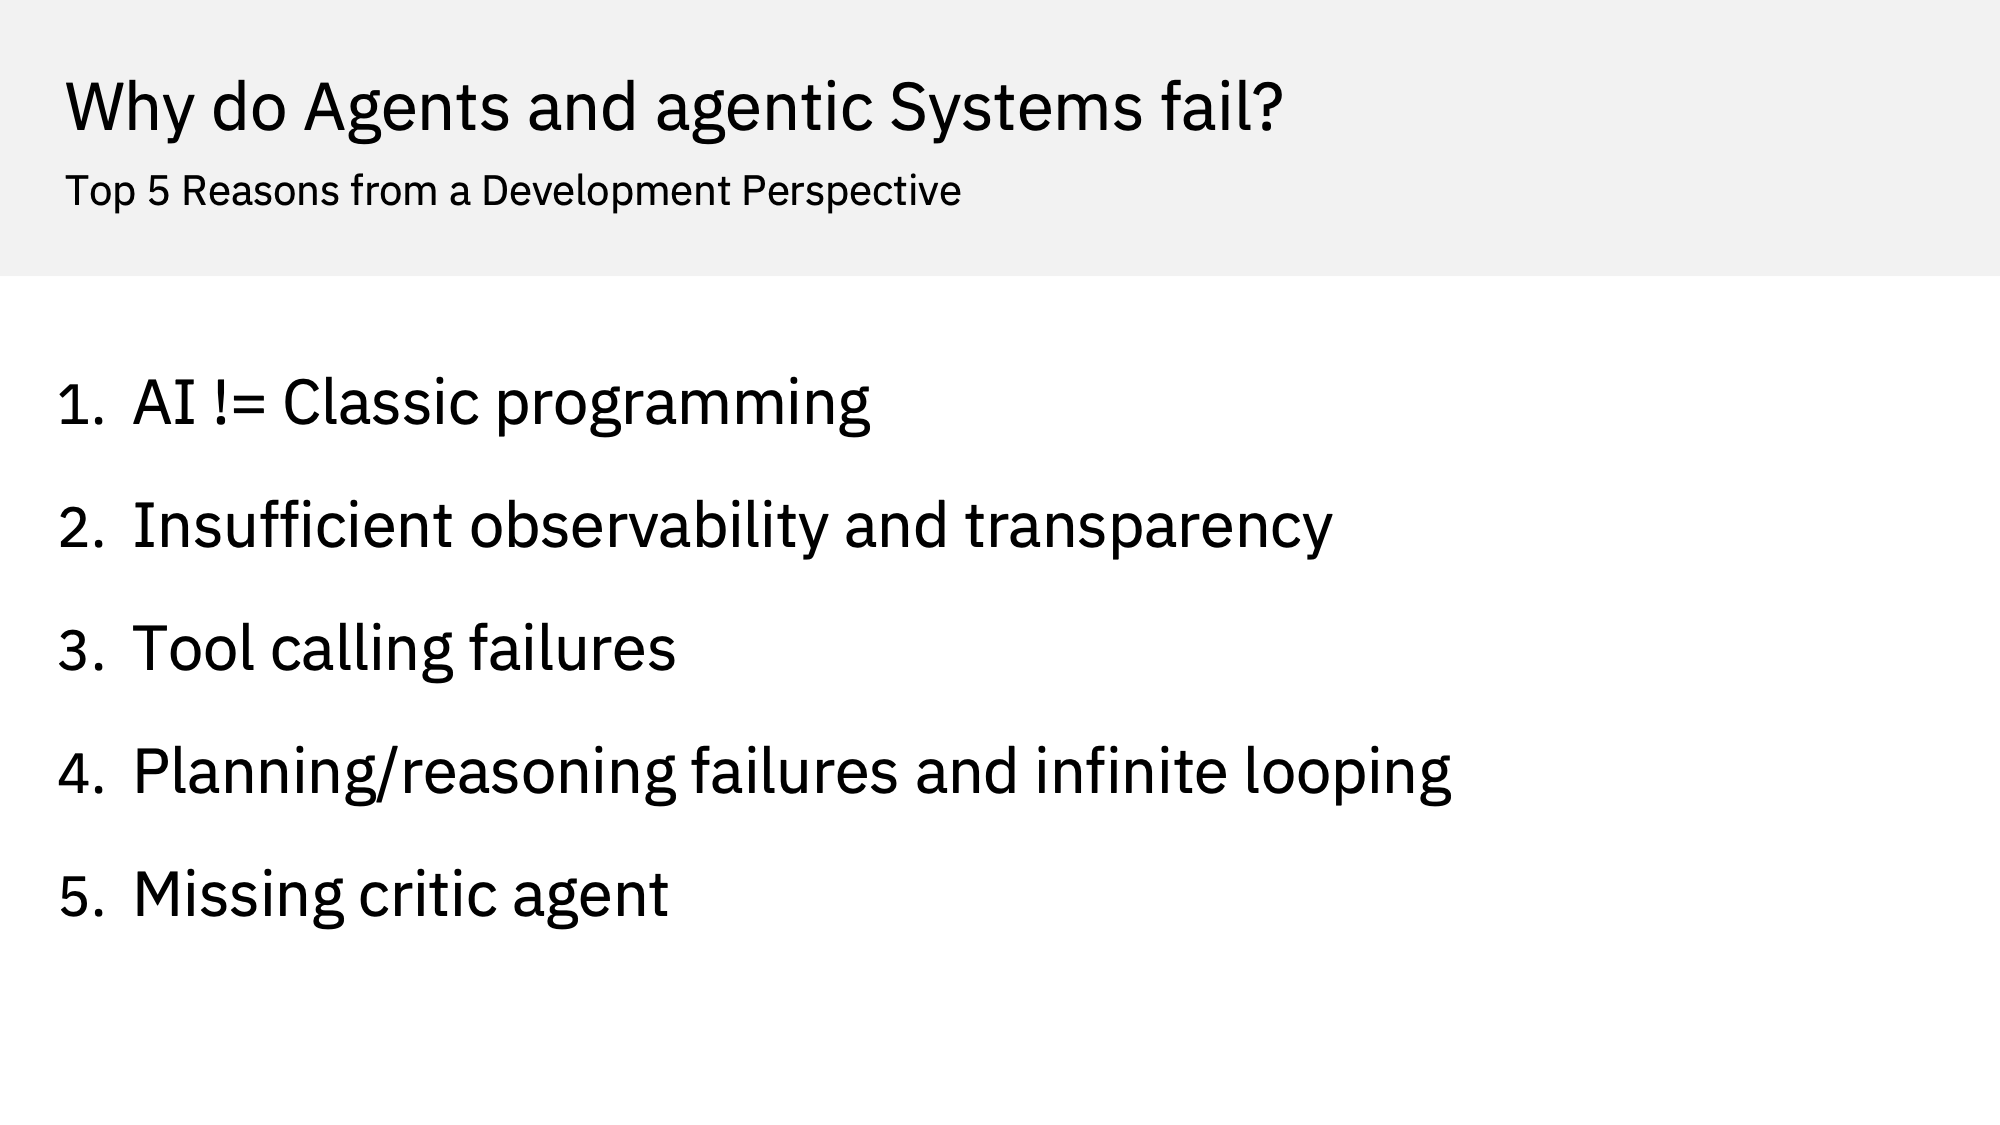 Why do Agents and agentic Systems fail?
Top 5 Reasons from a Development Perspective
1. AI != Classic programming
2. Insufficient observability and transparency
3. Tool calling failures
4. Planning/reasoning failures and infinite looping
5. Missing critic agent